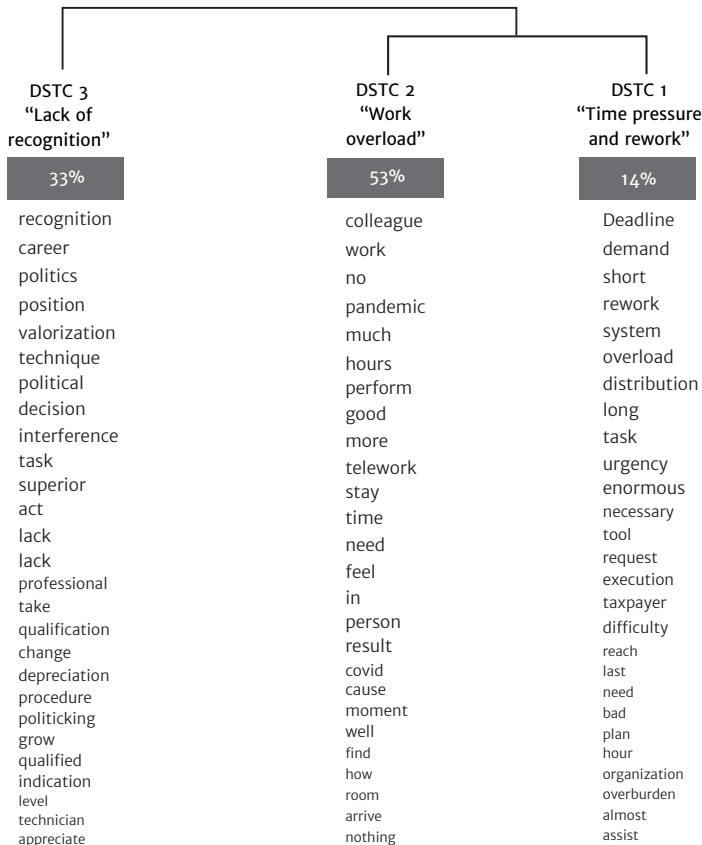 DSTC 3
“Lack of
recognition”
33%
recognition
career
politics
position
valorization
technique
political
decision
interference
task
superior
act
lack
lack
professional
take
qualification
change
depreciation
procedure
politicking
grow
qualified
indication
level
technician
appreciate
DSTC 2
“Work
overload”
53%
colleague
work
no
pandemic
much
hours
perform
good
more
telework
stay
time
need
feel
in
person
result
covid
cause
moment
well
find
how
room
arrive
nothing
DSTC 1
“Time pressure
and rework”
14%
Deadline
demand
short
rework
system
overload
distribution
long
task
urgency
enormous
necessary
tool
request
execution
taxpayer
difficulty
reach
last
need
bad
plan
hour
organization
overburden
almost
assist